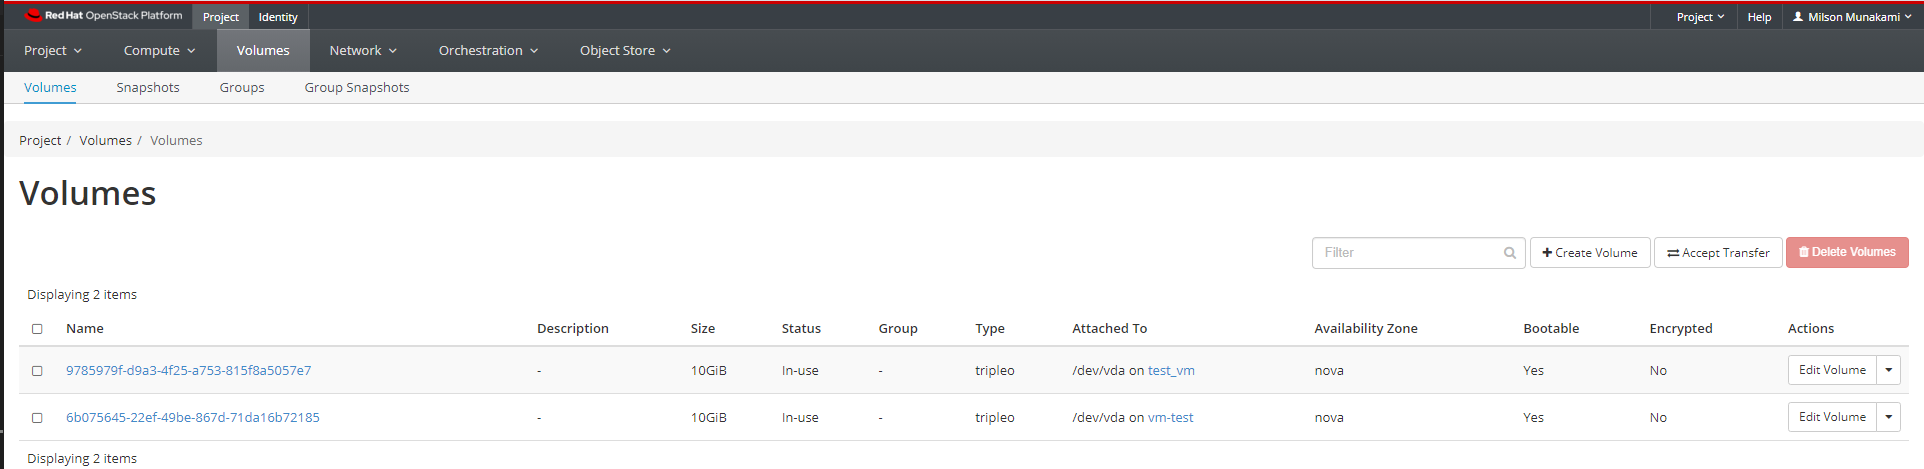 Red Hat OpenStack Platform Project Identity Project Help Milson Munakami
Project Compute Volumes Network Orchestration Object Store
Volumes Snapshots Groups Group Snapshots
Project / Volumes / Volumes
Volumes
Filter Create Volume Accept Transfer Delete Volumes
Displaying 2 items
Name Description Size Status Group Type Attached To Availability Zone Bootable Encrypted Actions
9785979f-d9a3-4f25-a753-815f8a5057e7 - 10GiB In-use - tripleo /dev/vda on test_vm nova Yes No Edit Volume
6b075645-22ef-49be-867d-71da16b72185 - 10GiB In-use - tripleo /dev/vda on vm-test nova Yes No Edit Volume
Displaying 2 items